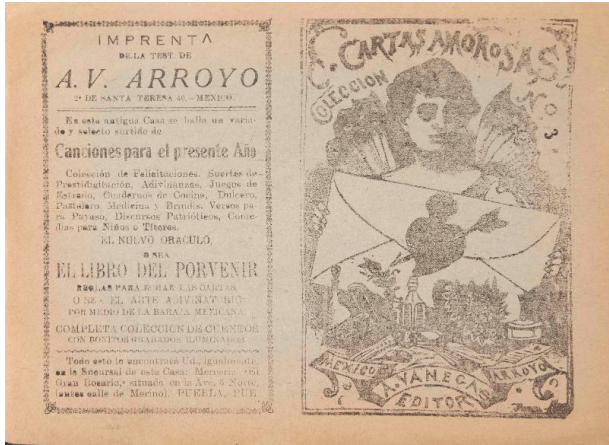 IMPRENTA
DE LA TEST. DE
A. V. ARROYO
2ª DE SANTA TERESA 40.—MEXICO.
En esta antigua Casa se halla un varia-
do y selecto surtido de
Canciones para el presente Año
Colección de Felicitaciones. Suertes de
Prestidigitación, Adivinanzas, Juegos de
Estrado, Cuadernos de Cocina, Dulcero,
Pastelero. Medicina y Brindis. Versos pa-
ra Payaso, Discursos Patrióticos, Come-
dias para Niños o Títeres.
EL NUEVO ORACULO,
O SEA
EL LIBRO DEL PORVENIR
REGLAS PARA ECHAR LAS CARTAS
O SEA EL ARTE ADIVINATORIO
POR MEDIO DE LA BARAJA MEXICANA
COMPLETA COLECCION DE CUENTOS
CON BONITOS GRABADOS ILUMINADOS
Todo esto lo encontrará Ud., igualmente,
en la Sucursal de esta Casa: Mercería "El
Gran Rosario," situado en la Ave. 6 Norte,
(antes calle de Merino). PUEBLA, PUE.
C. CARTAS AMOROSAS
COLECCION
No. 3
MEXICO
A. VANEGAS ARROYO
EDITOR